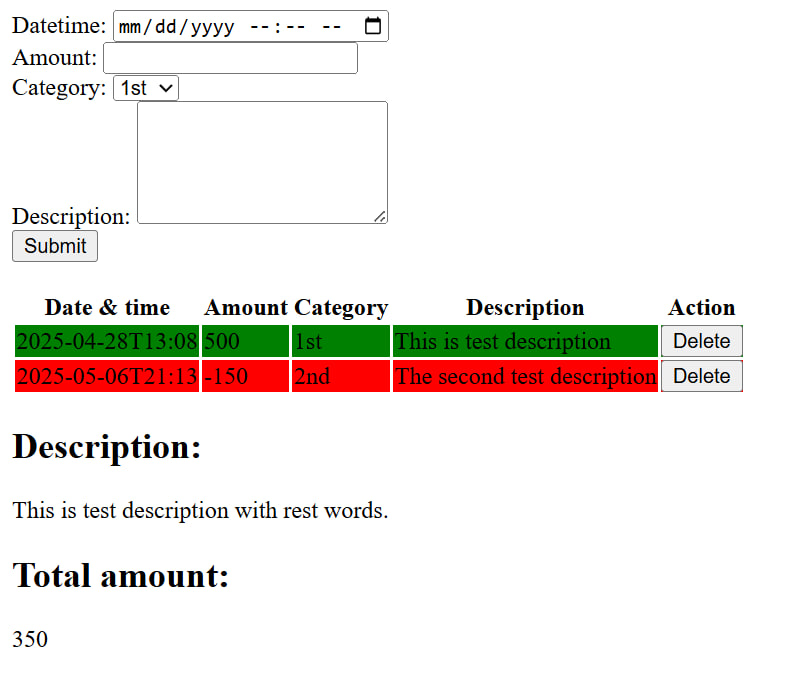 Datetime: mm/dd/yyyy --:-- --
Amount:
Category: 1st
Description:
Submit
Date & time Amount Category Description Action
2025-04-28T13:08 500 1st This is test description Delete
2025-05-06T21:13 -150 2nd The second test description Delete
Description:
This is test description with rest words.
Total amount:
350